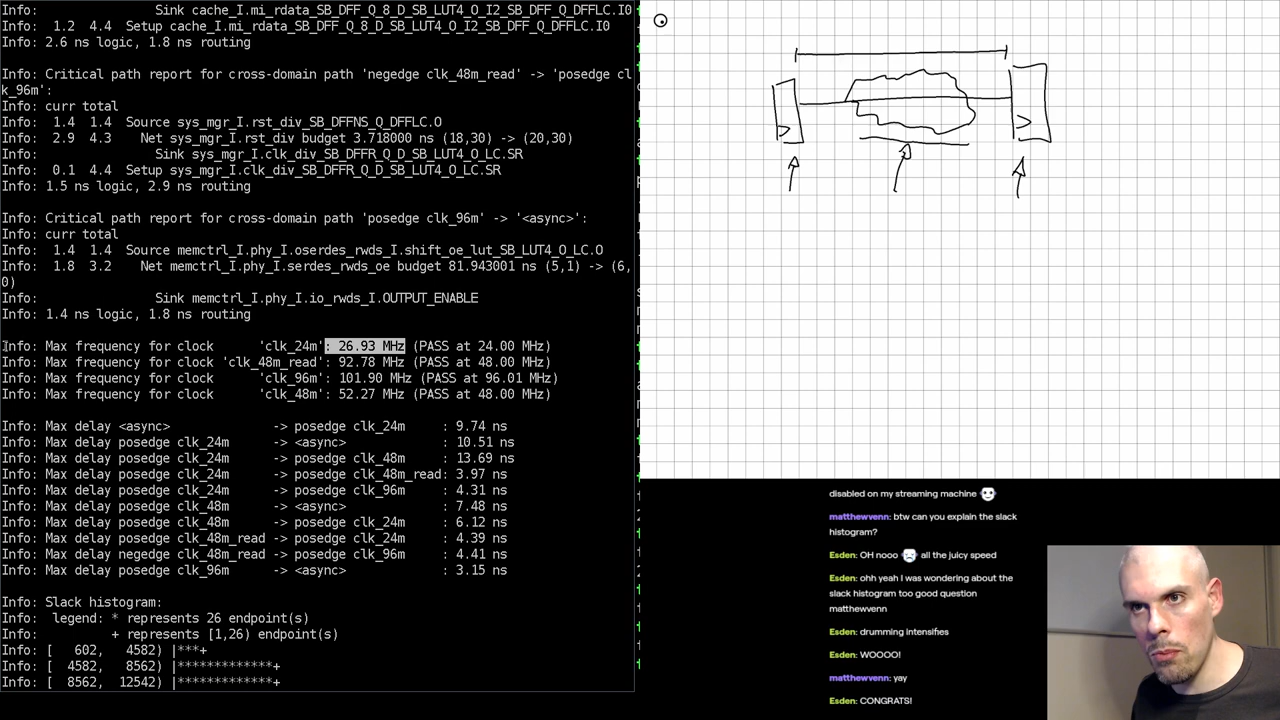 Info:                Sink cache_I.mi_rdata_SB_DFF_Q_8_D_SB_LUT4_O_I2_SB_DFF_Q_DFFLC.I0
Info:  1.2  4.4  Setup cache_I.mi_rdata_SB_DFF_Q_8_D_SB_LUT4_O_I2_SB_DFF_Q_DFFLC.I0
Info: 2.6 ns logic, 1.8 ns routing
Info: Critical path report for cross-domain path 'negedge clk_48m_read' -> 'posedge cl
k_96m':
Info: curr total
Info:  1.4  1.4  Source sys_mgr_I.rst_div_SB_DFFNS_Q_DFFLC.O
Info:  2.9  4.3    Net sys_mgr_I.rst_div budget 3.718000 ns (18,30) -> (20,30)
Info:                Sink sys_mgr_I.clk_div_SB_DFFR_Q_D_SB_LUT4_O_LC.SR
Info:  0.1  4.4  Setup sys_mgr_I.clk_div_SB_DFFR_Q_D_SB_LUT4_O_LC.SR
Info: 1.5 ns logic, 2.9 ns routing
Info: Critical path report for cross-domain path 'posedge clk_96m' -> '<async>':
Info: curr total
Info:  1.4  1.4  Source memctrl_I.phy_I.oserdes_rwds_I.shift_oe_lut_SB_LUT4_O_LC.O
Info:  1.8  3.2    Net memctrl_I.phy_I.serdes_rwds_oe budget 81.943001 ns (5,1) -> (6,
0)
Info:                Sink memctrl_I.phy_I.io_rwds_I.OUTPUT_ENABLE
Info: 1.4 ns logic, 1.8 ns routing
Info: Max frequency for clock      'clk_24m': 26.93 MHz (PASS at 24.00 MHz)
Info: Max frequency for clock 'clk_48m_read': 92.78 MHz (PASS at 48.00 MHz)
Info: Max frequency for clock      'clk_96m': 101.90 MHz (PASS at 96.01 MHz)
Info: Max frequency for clock      'clk_48m': 52.27 MHz (PASS at 48.00 MHz)
Info: Max delay <async>              -> posedge clk_24m     : 9.74 ns
Info: Max delay posedge clk_24m      -> <async>             : 10.51 ns
Info: Max delay posedge clk_24m      -> posedge clk_48m     : 13.69 ns
Info: Max delay posedge clk_24m      -> posedge clk_48m_read: 3.97 ns
Info: Max delay posedge clk_24m      -> posedge clk_96m     : 4.31 ns
Info: Max delay posedge clk_48m      -> <async>             : 7.48 ns
Info: Max delay posedge clk_48m      -> posedge clk_24m     : 6.12 ns
Info: Max delay posedge clk_48m_read -> posedge clk_24m     : 4.39 ns
Info: Max delay negedge clk_48m_read -> posedge clk_96m     : 4.41 ns
Info: Max delay posedge clk_96m      -> <async>             : 3.15 ns
Info: Slack histogram:
Info:  legend: * represents 26 endpoint(s)
Info:          + represents [1,26) endpoint(s)
Info: [   602,   4582) |***+
Info: [  4582,   8562) |*************+
Info: [  8562,  12542) |*************+
disabled on my streaming machine
matthewvenn: btw can you explain the slack
histogram?
Esden: OH nooo all the juicy speed
Esden: ohh yeah I was wondering about the
slack histogram too good question
matthewvenn
Esden: drumming intensifies
Esden: WOOOO!
matthewvenn: yay
Esden: CONGRATS!